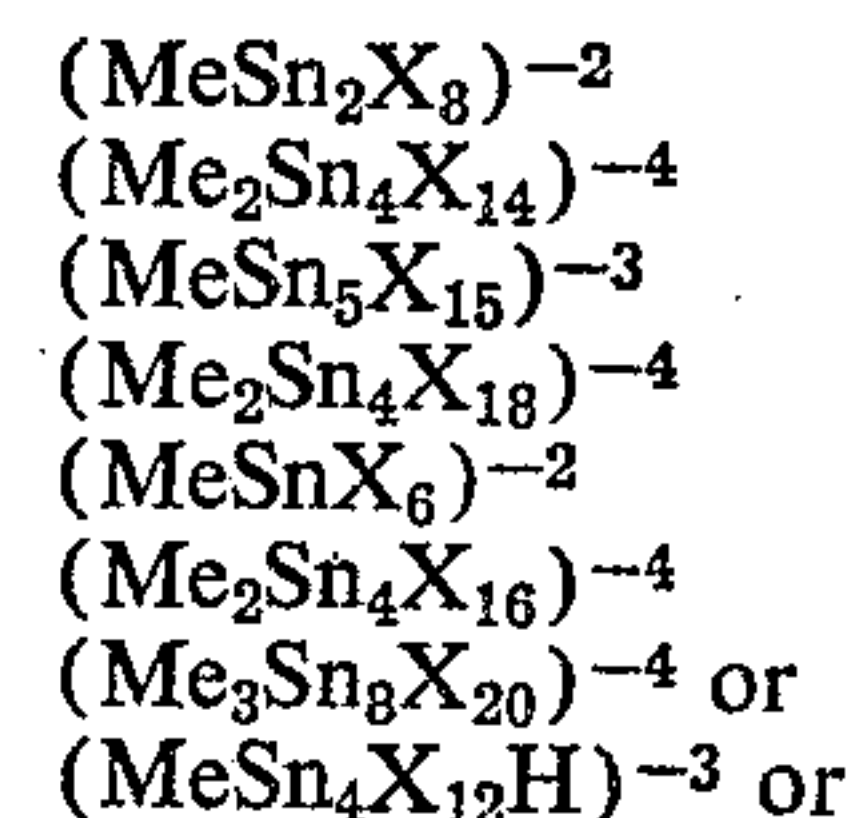 (MeSn₂X₈)⁻²
(Me₂Sn₄X₁₄)⁻⁴
(MeSn₅X₁₅)⁻³
(Me₂Sn₄X₁₈)⁻⁴
(MeSnX₆)⁻²
(Me₂Sn₄X₁₆)⁻⁴
(Me₃Sn₈X₂₀)⁻⁴ or
(MeSn₄X₁₂H)⁻³ or